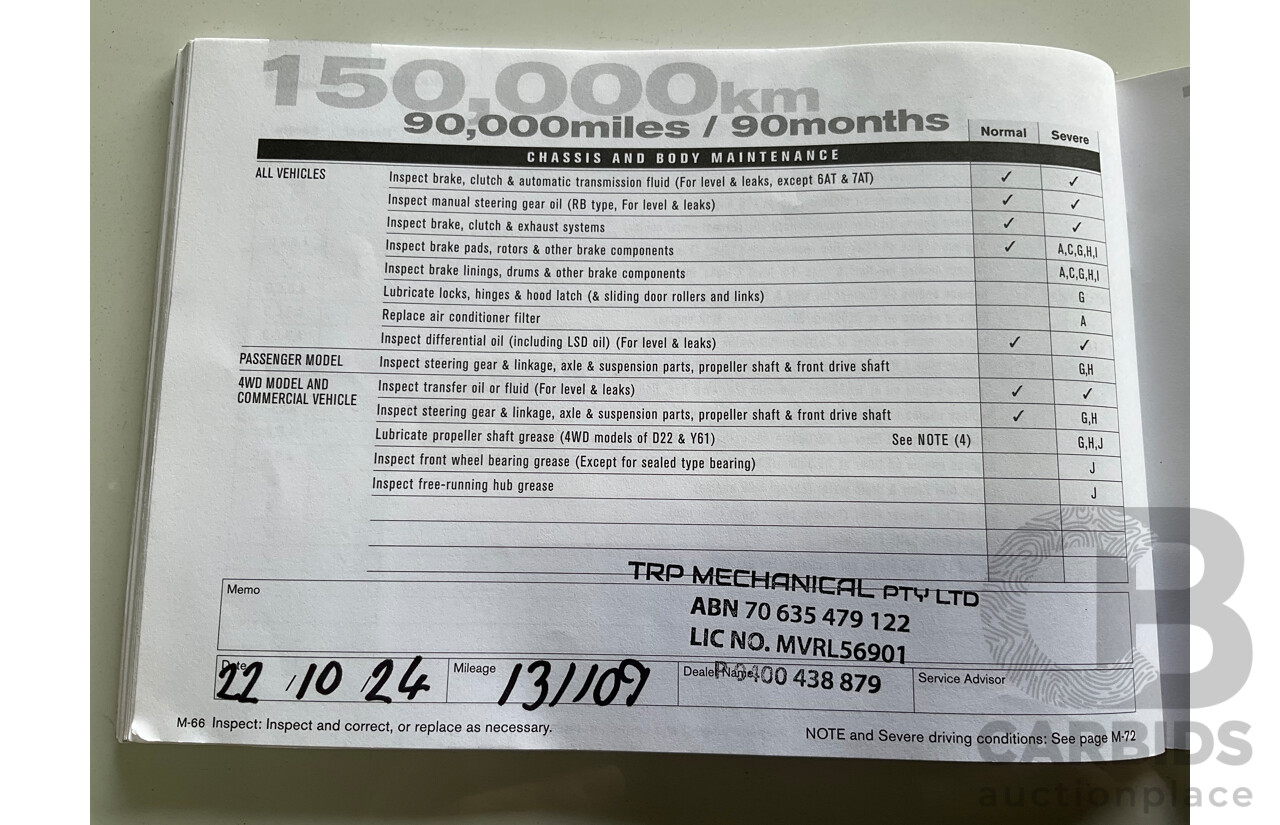 150,000km
90,000miles / 90months
Normal Severe
CHASSIS AND BODY MAINTENANCE
ALL VEHICLES Inspect brake, clutch & automatic transmission fluid (For level & leaks, except 6AT & 7AT) ✓ ✓
Inspect manual steering gear oil (RB type, For level & leaks) ✓ ✓
Inspect brake, clutch & exhaust systems ✓ ✓
Inspect brake pads, rotors & other brake components ✓ A,C,G,H,I
Inspect brake linings, drums & other brake components A,C,G,H,I
Lubricate locks, hinges & hood latch (& sliding door rollers and links) G
Replace air conditioner filter A
Inspect differential oil (including LSD oil) (For level & leaks) ✓ ✓
PASSENGER MODEL Inspect steering gear & linkage, axle & suspension parts, propeller shaft & front drive shaft G,H
4WD MODEL AND Inspect transfer oil or fluid (For level & leaks) ✓ ✓
COMMERCIAL VEHICLE Inspect steering gear & linkage, axle & suspension parts, propeller shaft & front drive shaft ✓ G,H
Lubricate propeller shaft grease (4WD models of D22 & Y61) See NOTE (4) G,H,J
Inspect front wheel bearing grease (Except for sealed type bearing) J
Inspect free-running hub grease J
TRP MECHANICAL PTY LTD
Memo
ABN 70 635 479 122
LIC NO. MVRL56901
Date 22/10/24 Mileage 131109 Dealer Name P 0400 438 879 Service Advisor
M-66 Inspect: Inspect and correct, or replace as necessary.
NOTE and Severe driving conditions: See page M-72
CB
CARBIDS
auctionplace